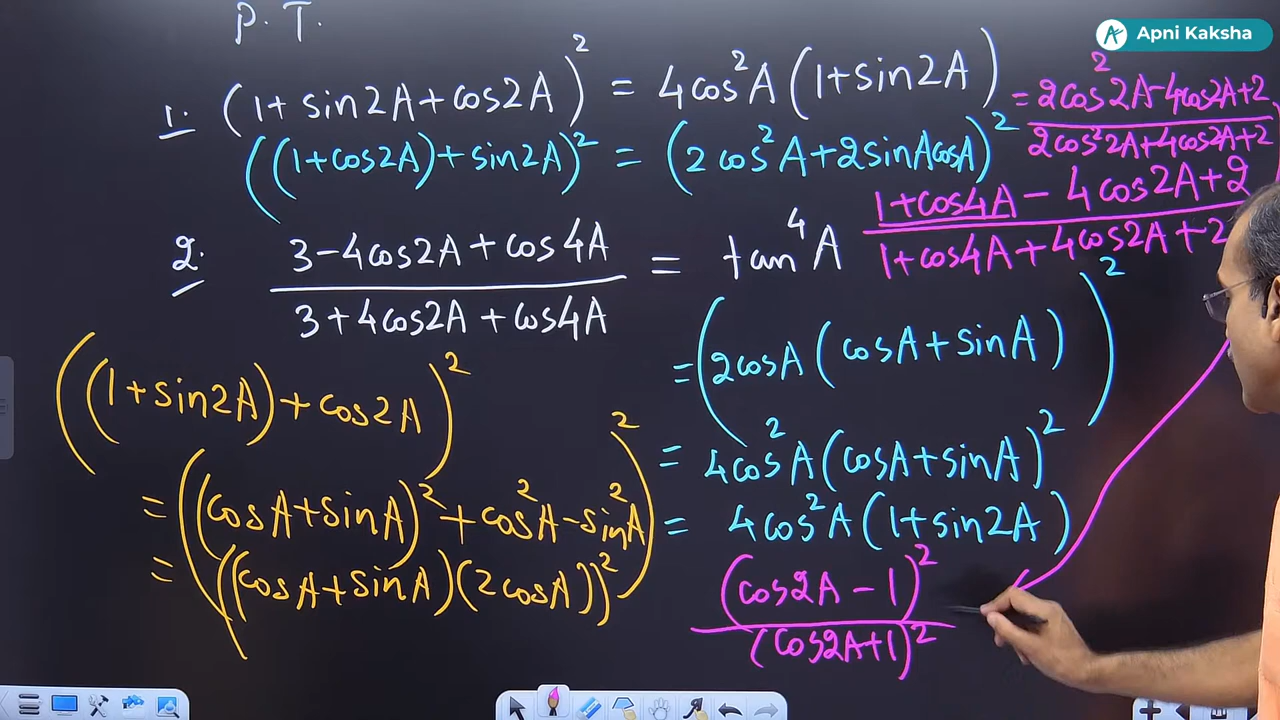 P. T.
Apni Kaksha
1. (1 + sin2A + cos2A)² = 4cos²A (1+sin2A)
((1+cos2A)+sin2A)² = (2cos²A+2sinAcosA)²
= 2cos²2A-4cos2A+2
2cos²2A+4cos2A+2
1+cos4A - 4cos2A+2
1+cos4A+4cos2A+2
2. 3-4cos2A+cos4A = tan⁴A
3+4cos2A+cos4A
= (2cosA (cosA+sinA))²
= 4cos²A(cosA+sinA)²
= 4cos²A(1+sin2A)
((1+sin2A)+cos2A)²
= ((cosA+sinA)²+cos²A-sin²A)²
= ((cosA+sinA)(2cosA))²
(cos2A-1)²
(cos2A+1)²